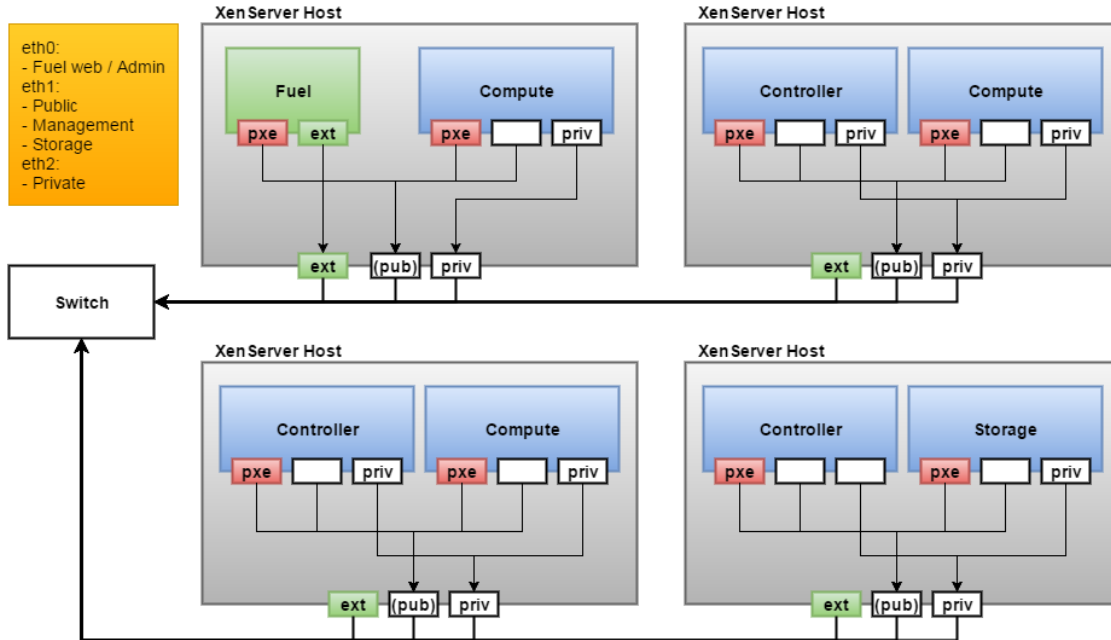 eth0:
- Fuel web / Admin
eth1:
- Public
- Management
- Storage
eth2:
- Private
XenServer Host
Fuel
Compute
pxe ext
pxe priv
ext (pub) priv
XenServer Host
Controller
Compute
pxe priv
pxe priv
ext (pub) priv
Switch
XenServer Host
Controller
Compute
pxe priv
pxe priv
ext (pub) priv
XenServer Host
Controller
Storage
pxe
pxe priv
ext (pub) priv